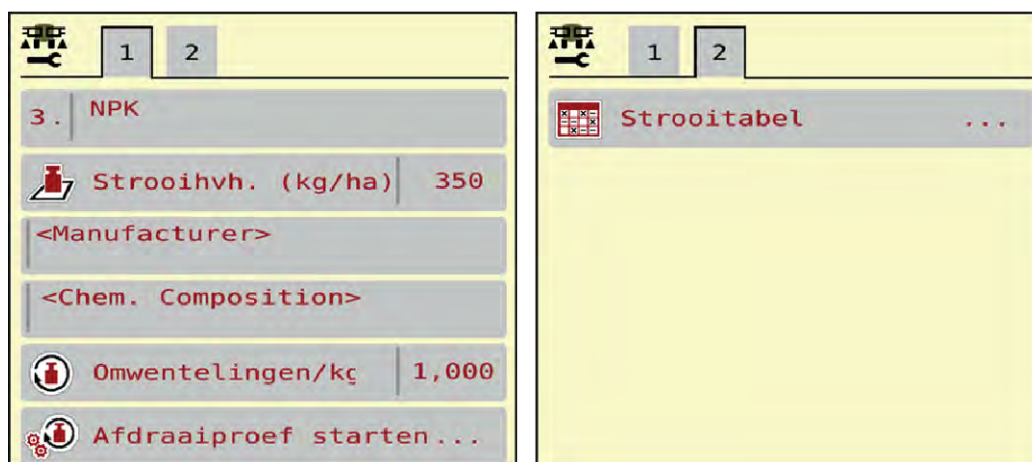 1 2
3. NPK
Strooihvh. (kg/ha) 350
<Manufacturer>
<Chem. Composition>
Omwentelingen/kg 1,000
Afdraaiproef starten...
1 2
Strooitabel ...